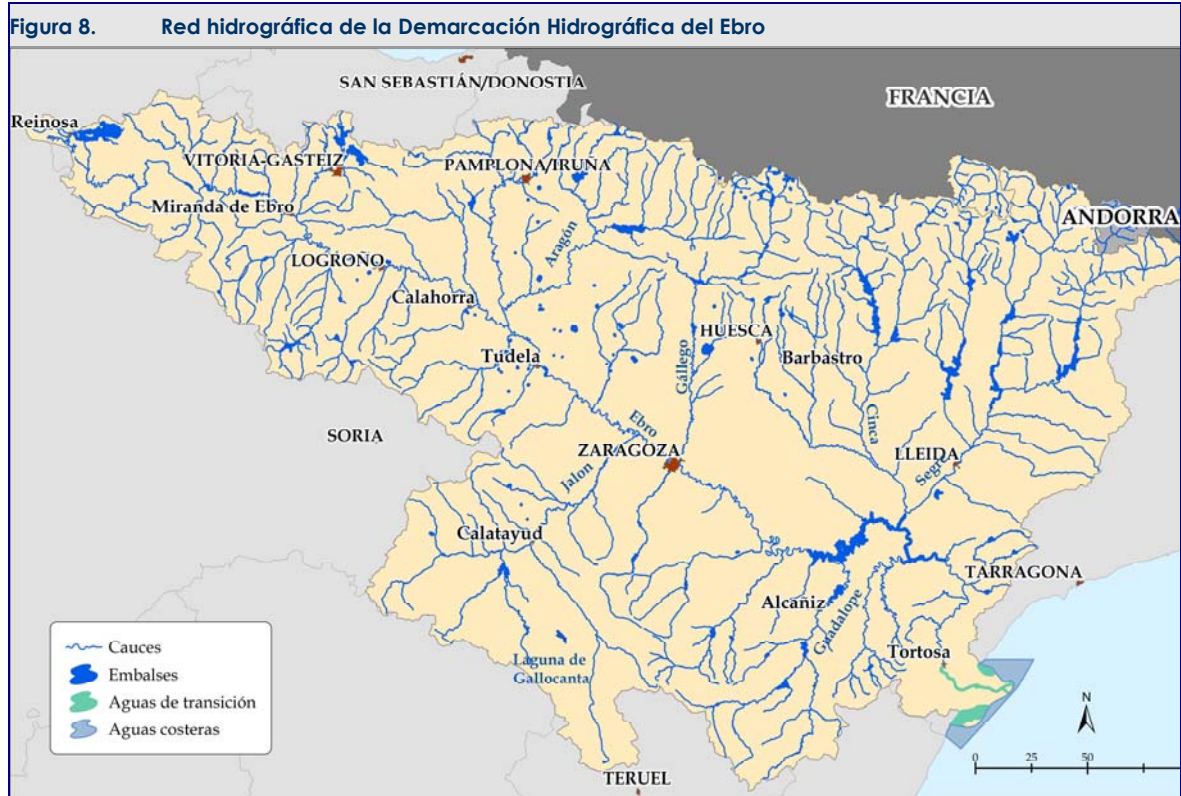 Figura 8. Red hidrográfica de la Demarcación Hidrográfica del Ebro
SAN SEBASTIÁN/DONOSTIA
FRANCIA
Reinosa
VITORIA-GASTEIZ
PAMPLONA/IRUÑA
Miranda de Ebro
ANDORRA
Aragón
LOGROÑO
Calahorra
HUESCA
Tudela
Gállego
Barbastro
Ebro
Cinca
SORIA
ZARAGOZA
LLEIDA
Segre
Jalon
Calatayud
TARRAGONA
Alcañiz
Guadalope
Cauces
Embalses
Aguas de transición
Aguas costeras
Laguna de
Gallocanta
Tortosa
N
0 25 50
TERUEL